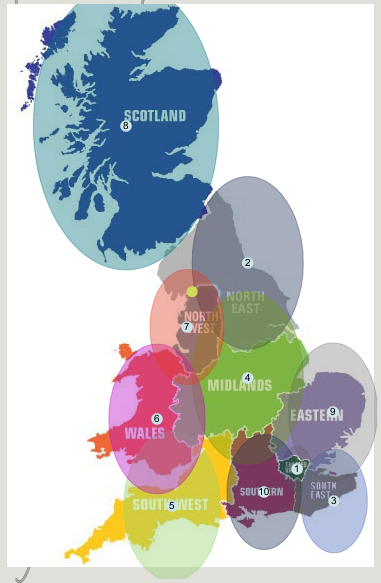 SCOTLAND
8
2
NORTH
EAST
NORTH
WEST
7
4
MIDLANDS
EASTERN
9
6
WALES
1
SOUTHERN
10
SOUTH
EAST
3
SOUTH WEST
5